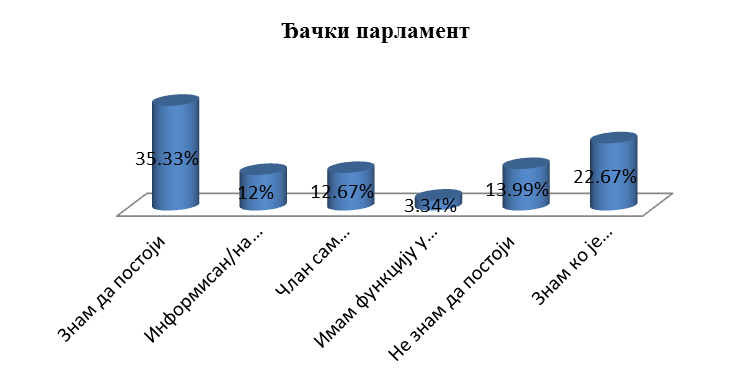 Ђачки парламент
35.33%
12%
12.67%
3.34%
13.99%
22.67%
Знам да постоји
Информисан/на...
Члан сам...
Имам функцију у...
Не знам да постоји
Знам ко је...